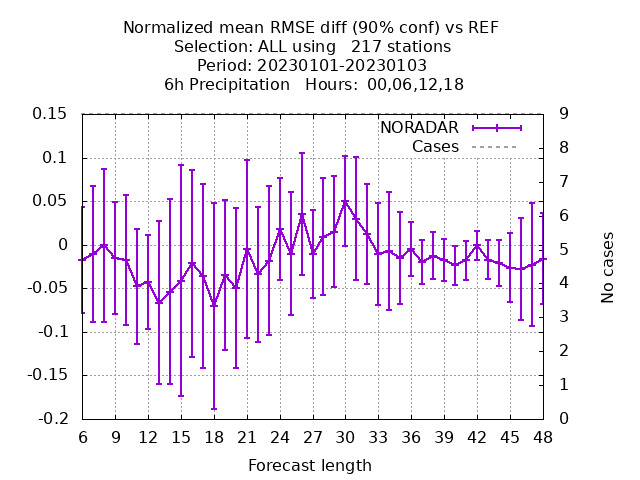 Normalized mean RMSE diff (90% conf) vs REF
Selection: ALL using   217 stations
Period: 20230101-20230103
6h Precipitation   Hours:  00,06,12,18
0.15
0.1
0.05
0
-0.05
-0.1
-0.15
-0.2
NORADAR
Cases
9
8
7
6
5
4
3
2
1
0
No cases
6 9 12 15 18 21 24 27 30 33 36 39 42 45 48
Forecast length